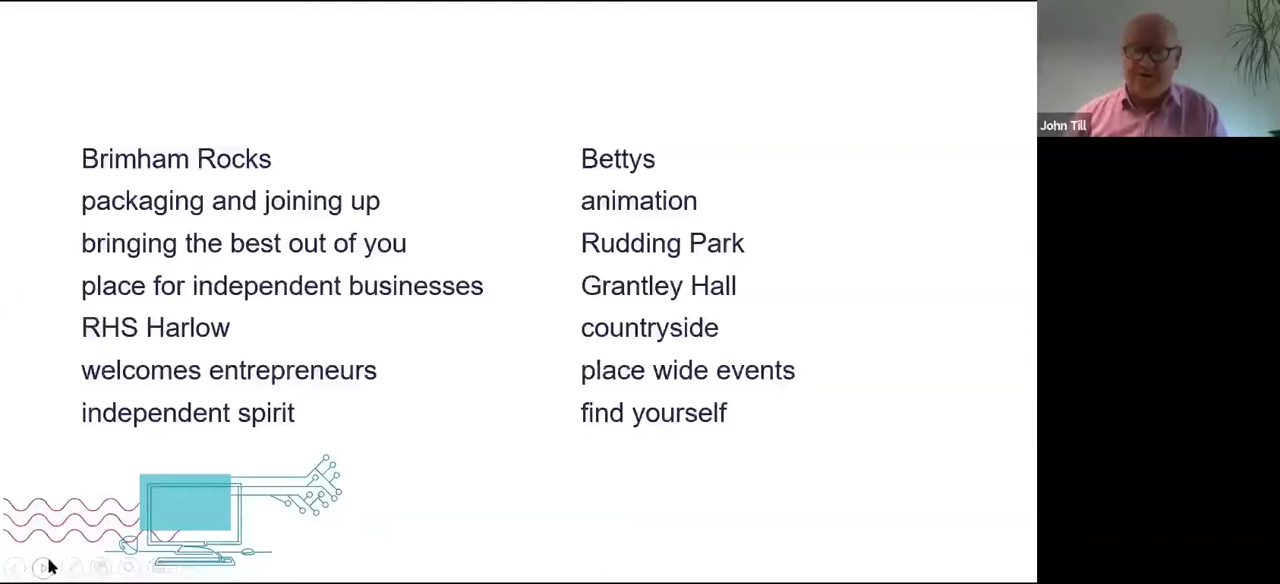 Brimham Rocks
packaging and joining up
bringing the best out of you
place for independent businesses
RHS Harlow
welcomes entrepreneurs
independent spirit
Bettys
animation
Rudding Park
Grantley Hall
countryside
place wide events
find yourself
John Till